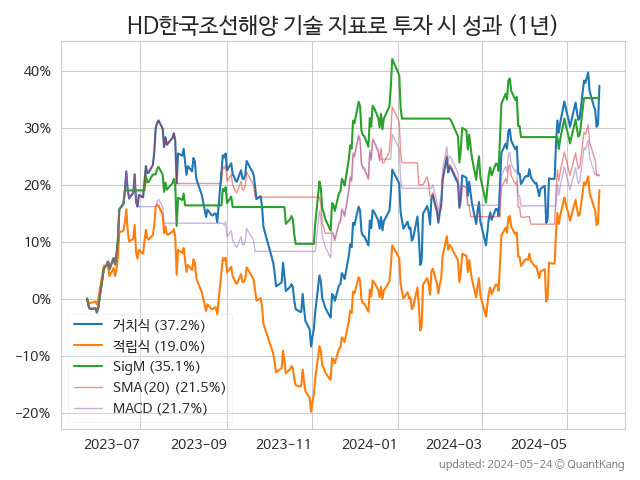 HD한국조선해양 기술 지표로 투자 시 성과 (1년)
40%
30%
20%
10%
0%
−10%
−20%
거치식 (37.2%)
적립식 (19.0%)
SigM (35.1%)
SMA(20) (21.5%)
MACD (21.7%)
2023-07 2023-09 2023-11 2024-01 2024-03 2024-05
updated: 2024-05-24 © QuantKang